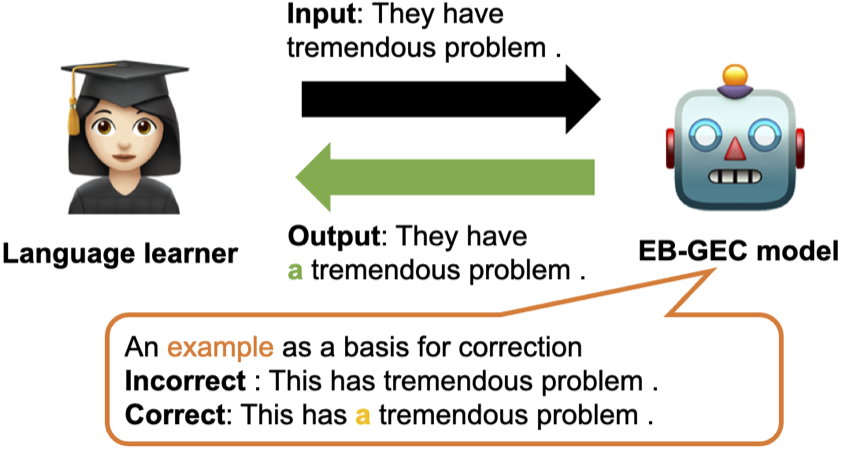 Input: They have
tremendous problem .
Output: They have
a tremendous problem .
Language learner
EB-GEC model
An example as a basis for correction
Incorrect : This has tremendous problem .
Correct: This has a tremendous problem .